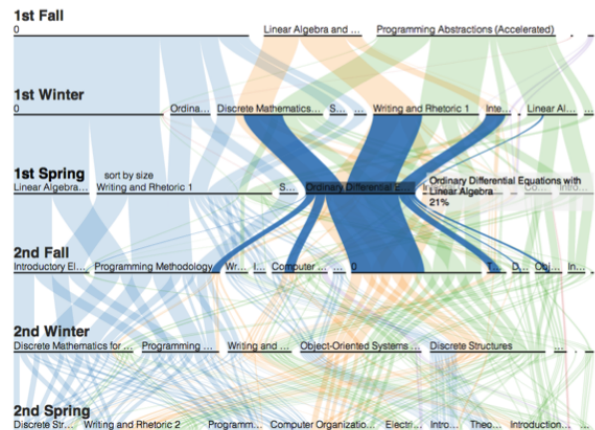 1st Fall
0 Linear Algebra and ... Programming Abstractions (Accelerated) .
1st Winter
0 Ordina... Discrete Mathematics... S... ... Writing and Rhetoric 1 Inte... . Linear Al... ...
1st Spring sort by size
Linear Algebra... Writing and Rhetoric 1 S... Ordinary Differential E...
Ordinary Differential Equations with
Linear Algebra
21%
2nd Fall
Introductory El... Programming Methodology Wr... I... Computer ... ... 0 T... D... Obj... In...
2nd Winter
Discrete Mathematics for ... Programming ... Writing and ... Object-Oriented Systems ... Discrete Structures ... .
2nd Spring
Discrete Str... Writing and Rhetoric 2 Programm... Computer Organizatio... Electri... Intro... Theo... Introduction... ...